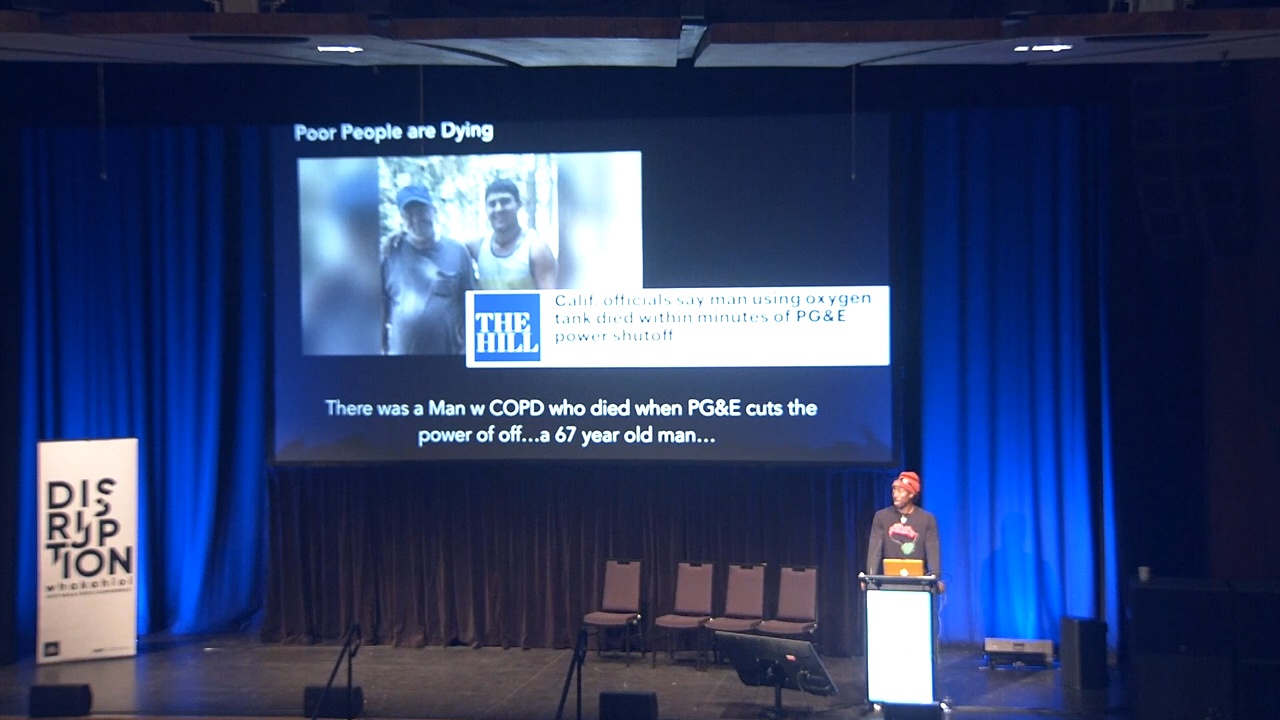 Poor People are Dying
THE
HILL
Calif. officials say man using oxygen
tank died within minutes of PG&E
power shutoff
There was a Man w COPD who died when PG&E cuts the
power of off...a 67 year old man...
DIS
RUP
TION